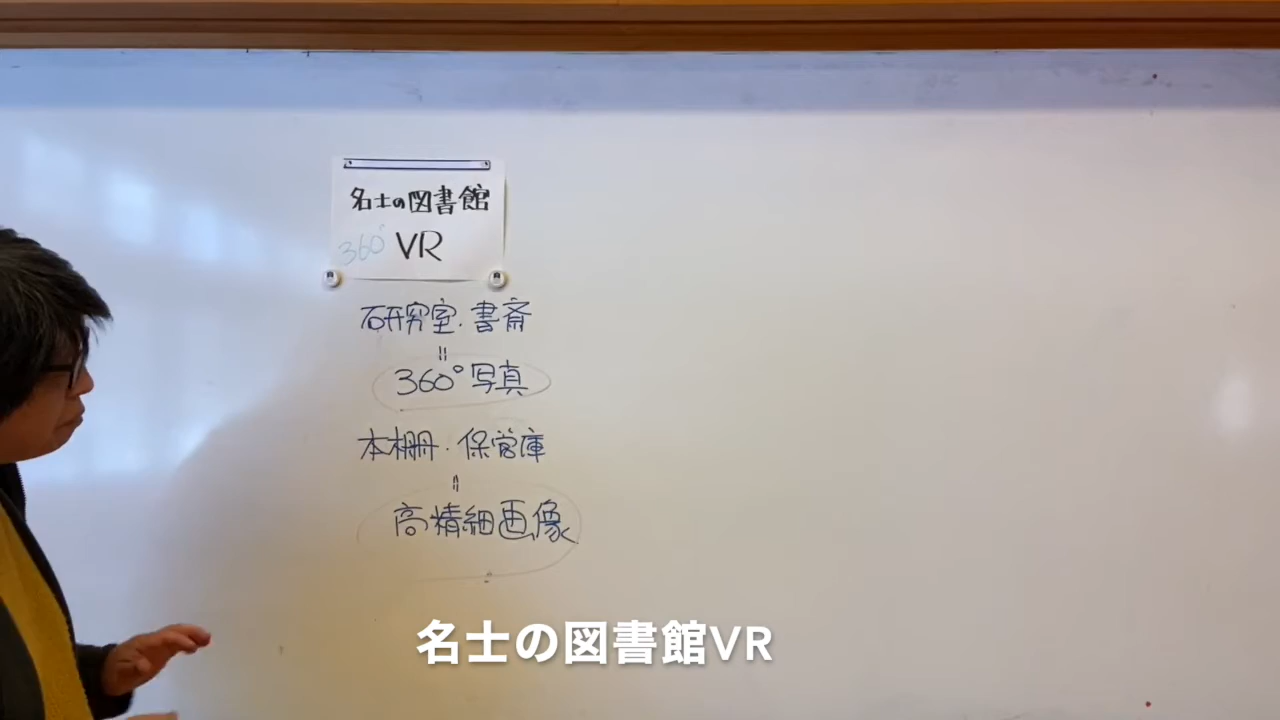 名士の図書館
360° VR
研究室・書斎
=
360°写真
本棚・保管庫
=
高精細画像
名士の図書館VR